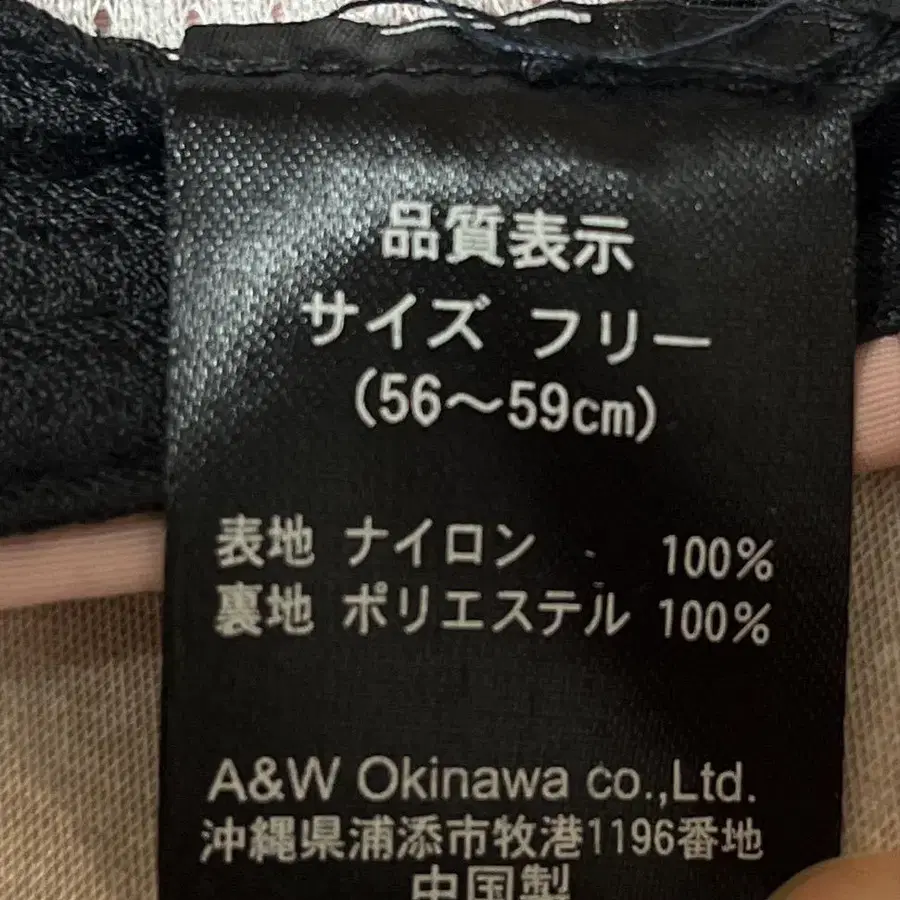 品質表示
サイズ フリー
(56～59cm)
表地 ナイロン 100%
裏地 ポリエステル 100%
A&W Okinawa co.,Ltd.
沖縄県浦添市牧港1196番地
中国製